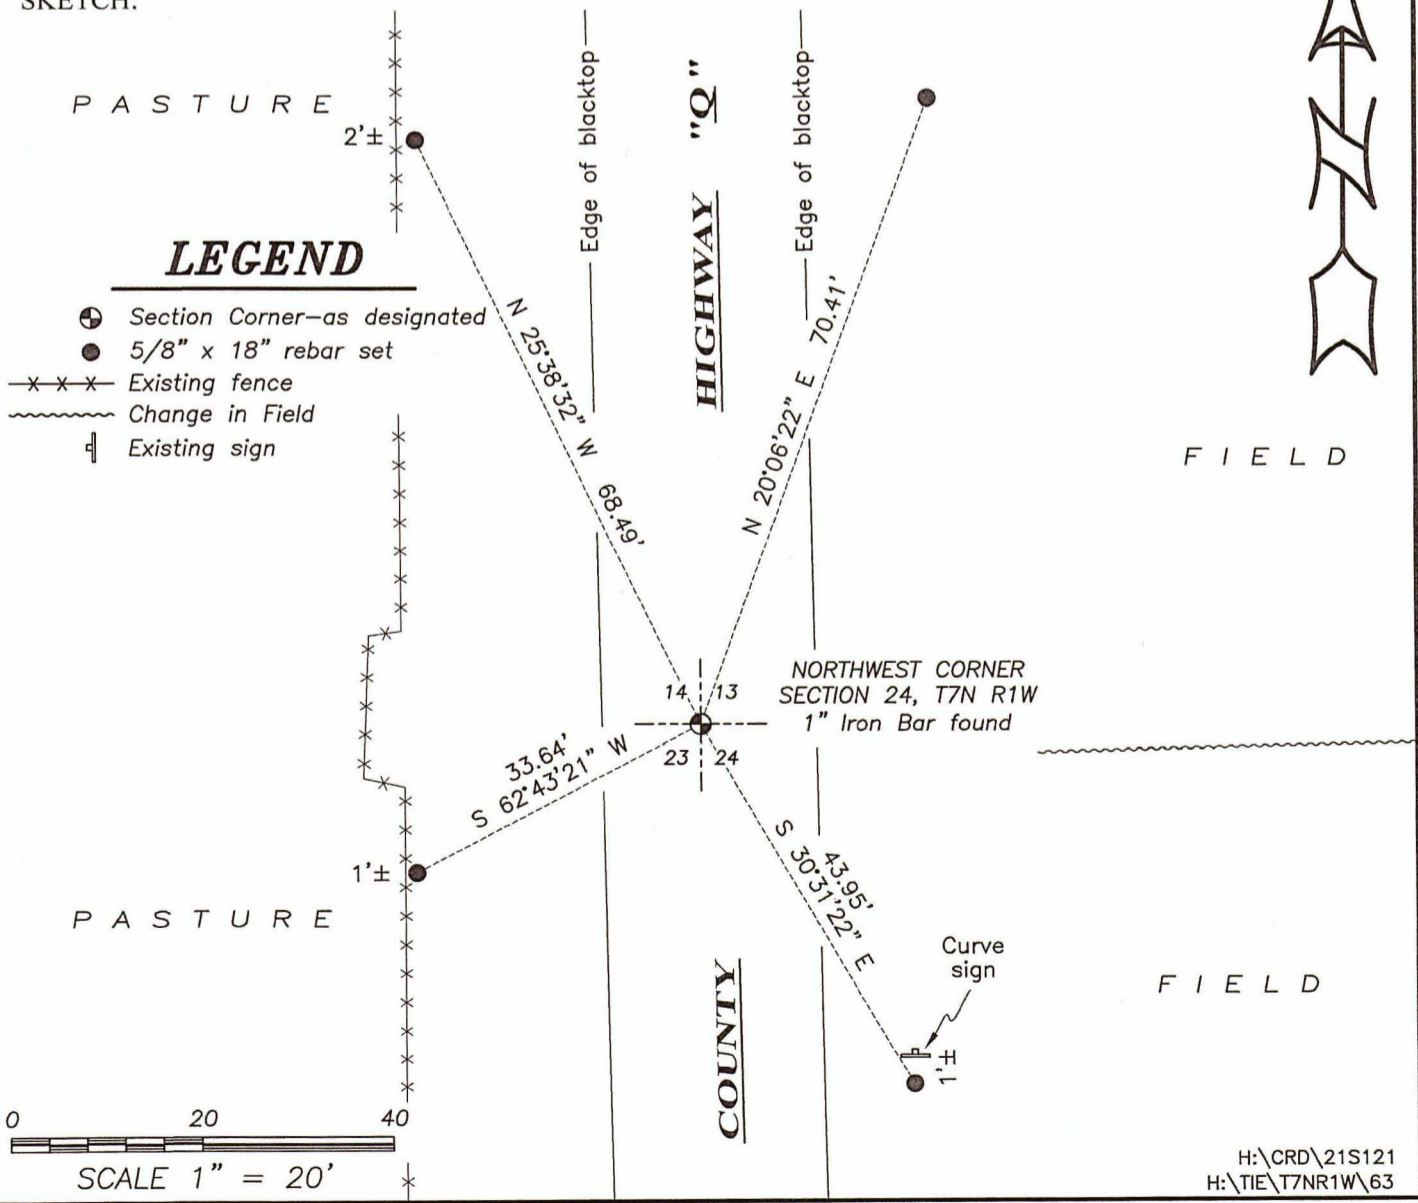 SKETCH:
PASTURE
2'±
Edge of blacktop
HIGHWAY "Q"
Edge of blacktop
N
LEGEND
Section Corner—as designated
5/8" x 18" rebar set
Existing fence
Change in Field
Existing sign
N 25°38'32" W 68.49'
N 20°06'22" E 70.41'
FIELD
14 13
23 24
NORTHWEST CORNER
SECTION 24, T7N R1W
1" Iron Bar found
33.64'
S 62°43'21" W
1'±
43.95'
S 30°31'22" E
PASTURE
COUNTY
Curve
sign
1'±
FIELD
0 20 40
SCALE 1" = 20'
H:\CRD\21S121
H:\TIE\T7NR1W\63